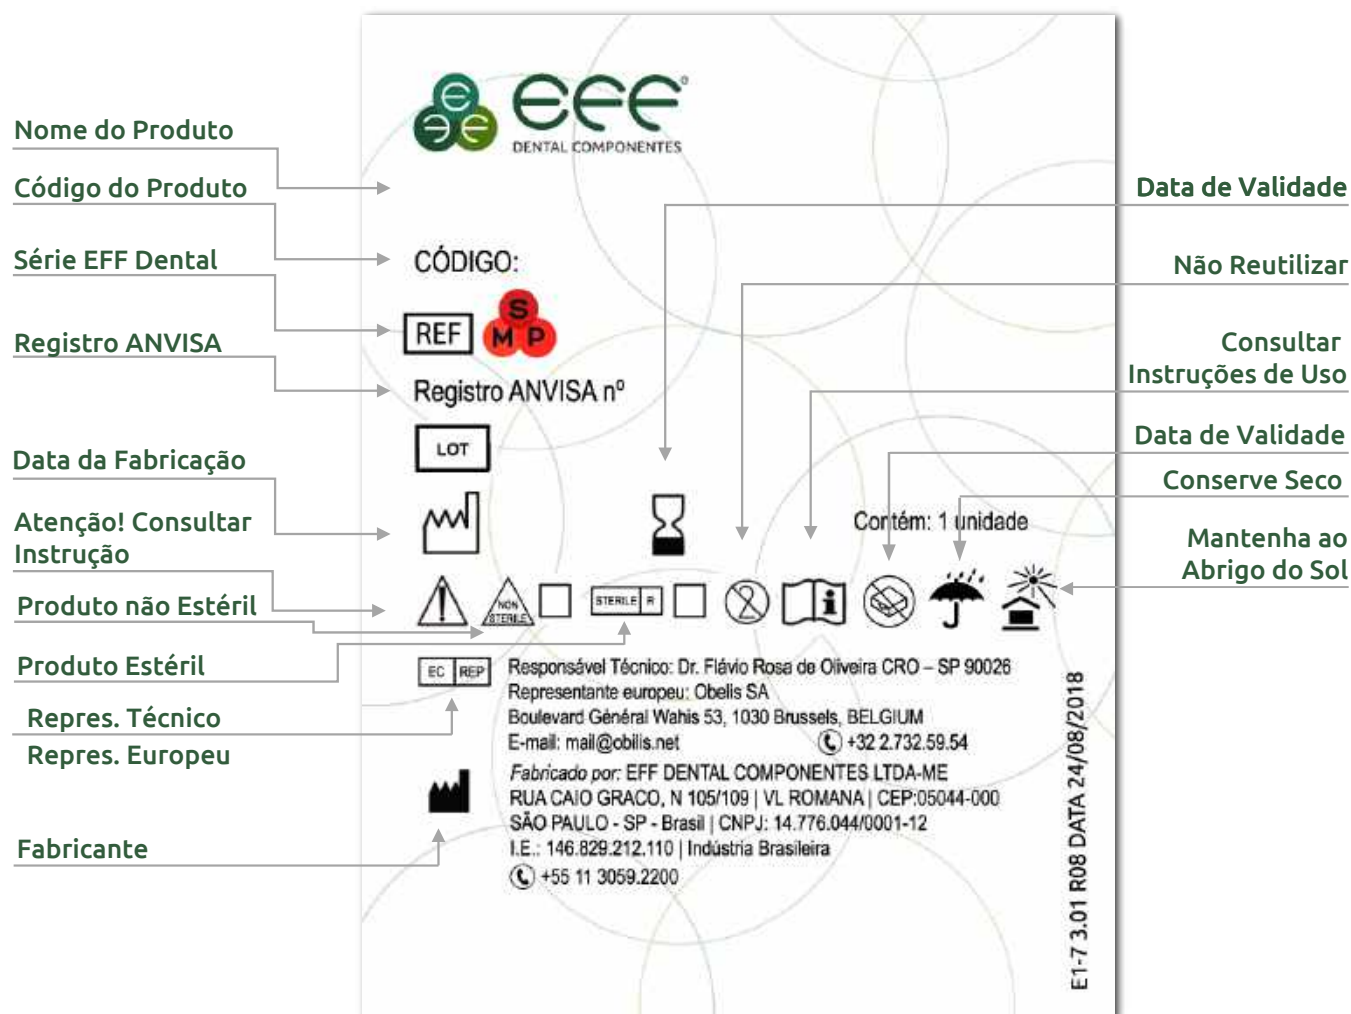 EFF
DENTAL COMPONENTES
Nome do Produto
Código do Produto
Série EFF Dental
Registro ANVISA
Data da Fabricação
Atenção! Consultar
Instrução
Produto não Estéril
Produto Estéril
Repres. Técnico
Repres. Europeu
Fabricante
CÓDIGO:
REF
S
M P
Registro ANVISA nº
LOT
Contém: 1 unidade
NON
STERILE
STERILE R
2
i
EC REP
Responsável Técnico: Dr. Flávio Rosa de Oliveira CRO – SP 90026
Representante europeu: Obelis SA
Boulevard Général Wahis 53, 1030 Brussels, BELGIUM
E-mail: mail@obilis.net +32 2.732.59.54
Fabricado por: EFF DENTAL COMPONENTES LTDA-ME
RUA CAIO GRACO, N 105/109 | VL ROMANA | CEP:05044-000
SÃO PAULO - SP - Brasil | CNPJ: 14.776.044/0001-12
I.E.: 146.829.212.110 | Indústria Brasileira
+55 11 3059.2200
E1-7 3.01 R08 DATA 24/08/2018
Data de Validade
Não Reutilizar
Consultar
Instruções de Uso
Data de Validade
Conserve Seco
Mantenha ao
Abrigo do Sol